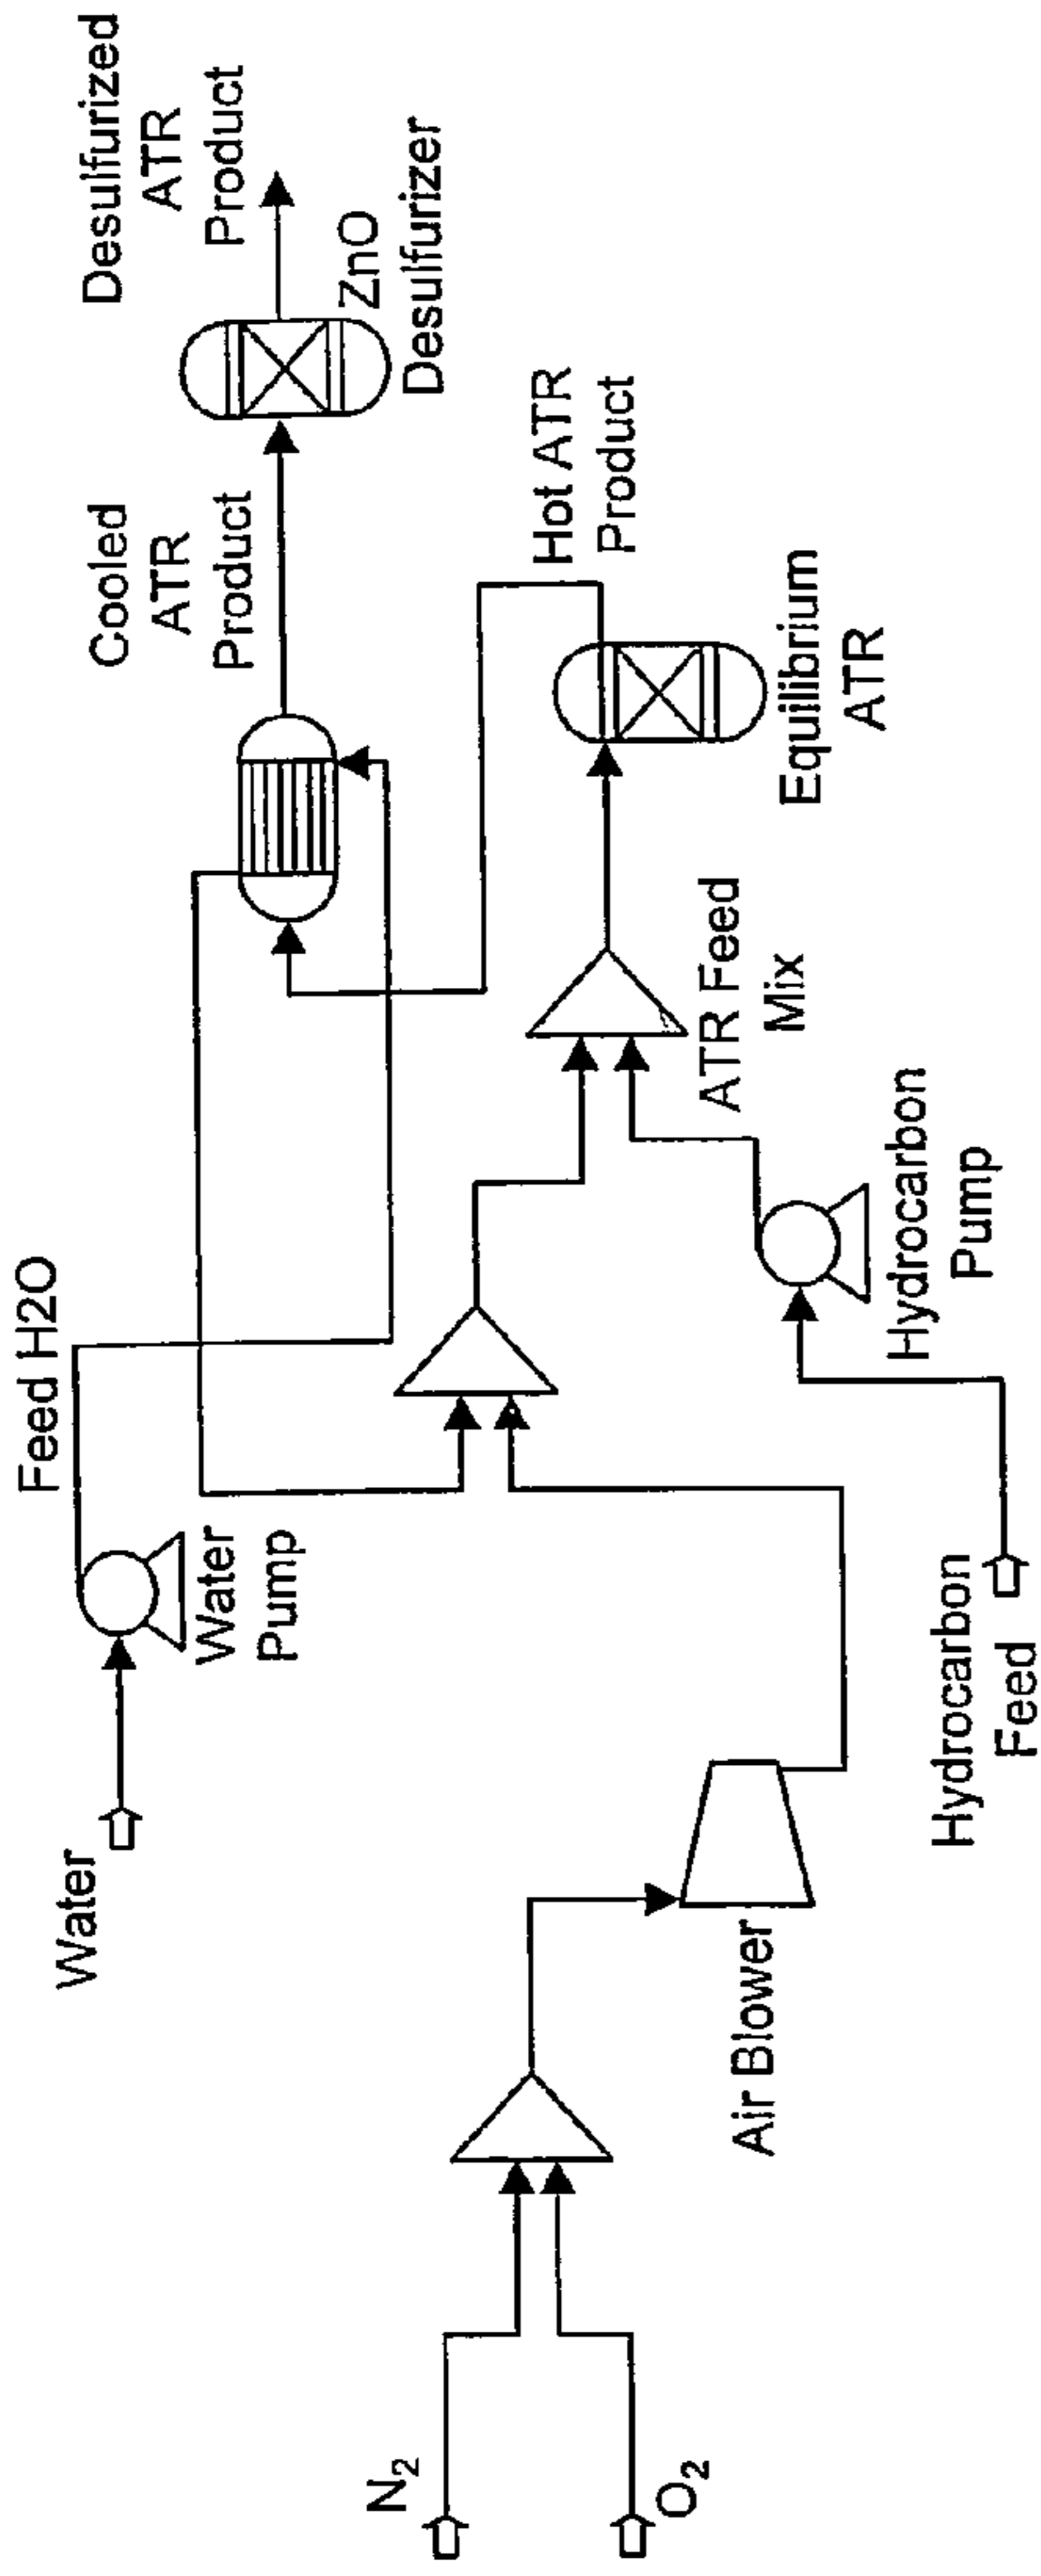 Water
Water
Pump
Feed H2O
Cooled
ATR
Product
Desulfurized
ATR
Product
ZnO
Desulfurizer
Hot ATR
Product
N2
O2
Air Blower
ATR Feed
Mix
Equilibrium
ATR
Hydrocarbon
Pump
Hydrocarbon
Feed